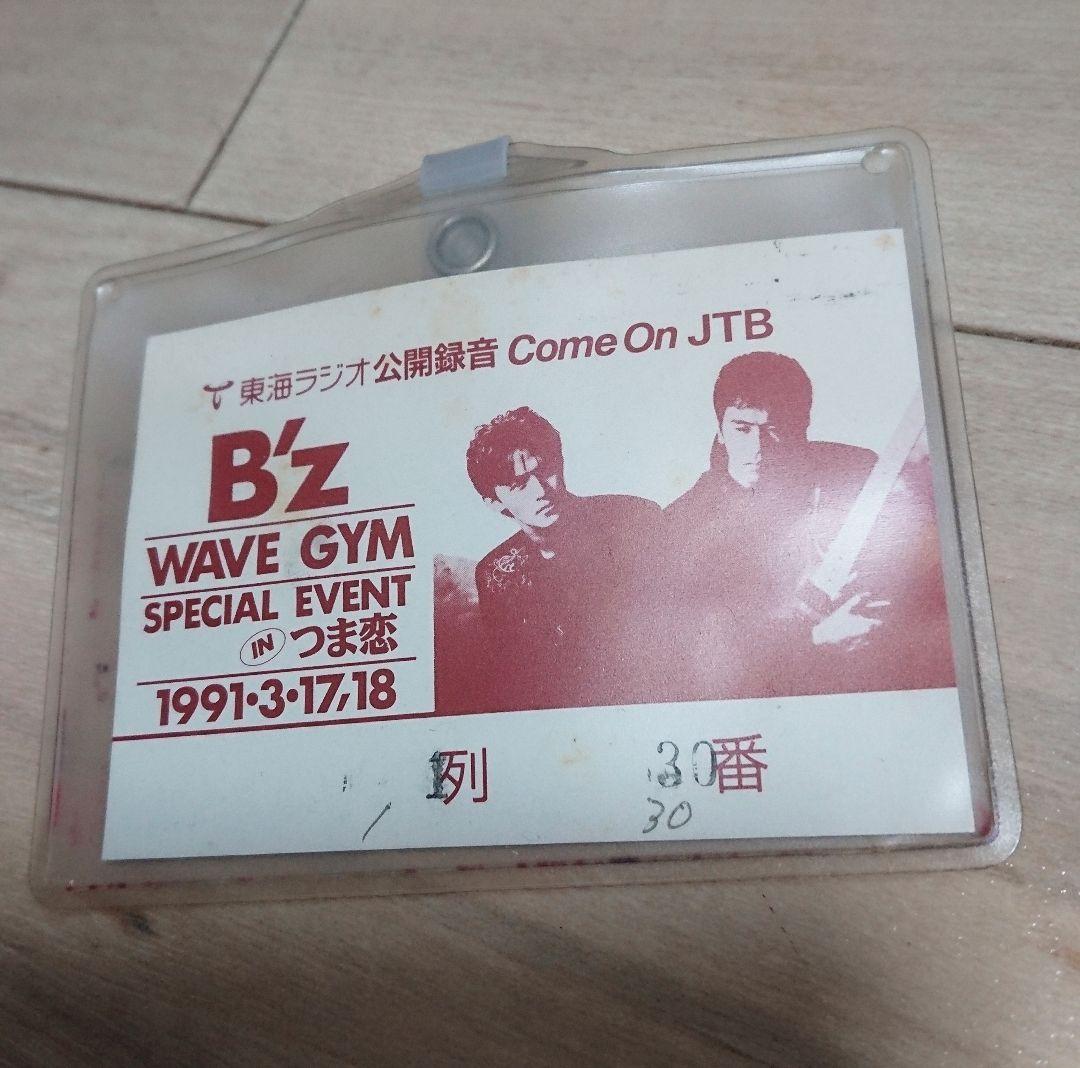 東海ラジオ公開録音 Come On JTB
B'z
WAVE GYM
SPECIAL EVENT
IN つま恋
1991・3・17,18
1列 30番
/ 30